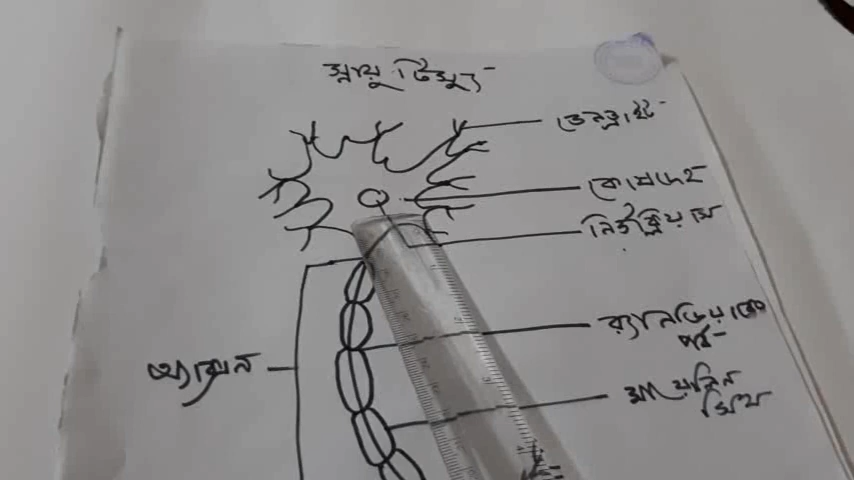 স্নায়ু টিস্যু
ডেনড্রাইট
কোষদেহ
নিউক্লিয়াস
র‍্যানভিয়ারের
পর্ব
অ্যাক্সন
মায়েলিন
সিথ